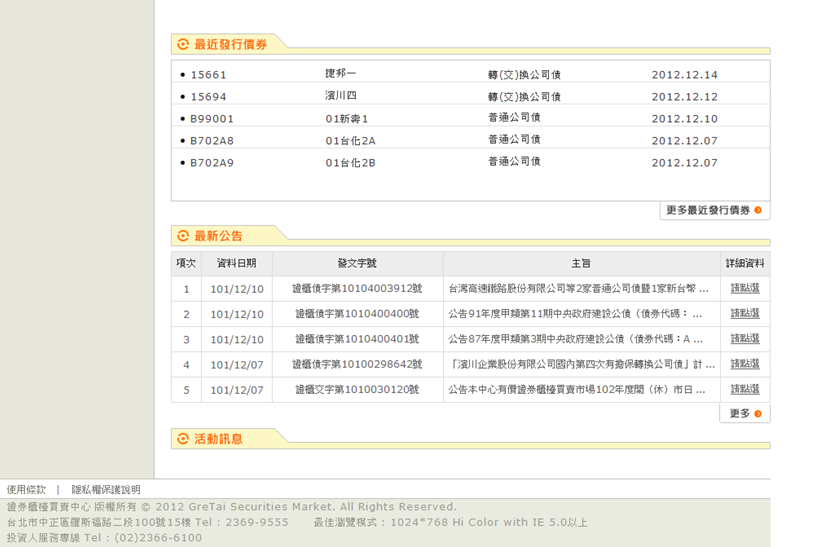 最近發行債券
15661 捷邦一 轉(交)換公司債 2012.12.14
15694 濱川四 轉(交)換公司債 2012.12.12
B99001 01新壽1 普通公司債 2012.12.10
B702A8 01台化2A 普通公司債 2012.12.07
B702A9 01台化2B 普通公司債 2012.12.07
更多最近發行債券
最新公告
項次 資料日期 發文字號 主旨 詳細資料
1 101/12/10 證櫃債字第10104003912號 台灣高速鐵路股份有限公司等2家普通公司債暨1家新台幣 ... 請點選
2 101/12/10 證櫃債字第1010400400號 公告91年度甲類第11期中央政府建設公債（債券代碼： ... 請點選
3 101/12/10 證櫃債字第1010400401號 公告87年度甲類第3期中央政府建設公債（債券代碼：A ... 請點選
4 101/12/07 證櫃債字第10100298642號 「濱川企業股份有限公司國內第四次有擔保轉換公司債」計 ... 請點選
5 101/12/07 證櫃交字第1010030120號 公告本中心有價證券櫃檯買賣市場102年度開（休）市日 ... 請點選
更多
活動訊息
使用條款 | 隱私權保護說明
證券櫃檯買賣中心 版權所有 © 2012 GreTai Securities Market. All Rights Reserved.
台北市中正區羅斯福路二段100號15樓 Tel : 2369-9555 最佳瀏覽模式 : 1024*768 Hi Color with IE 5.0以上
投資人服務專線 Tel : (02)2366-6100